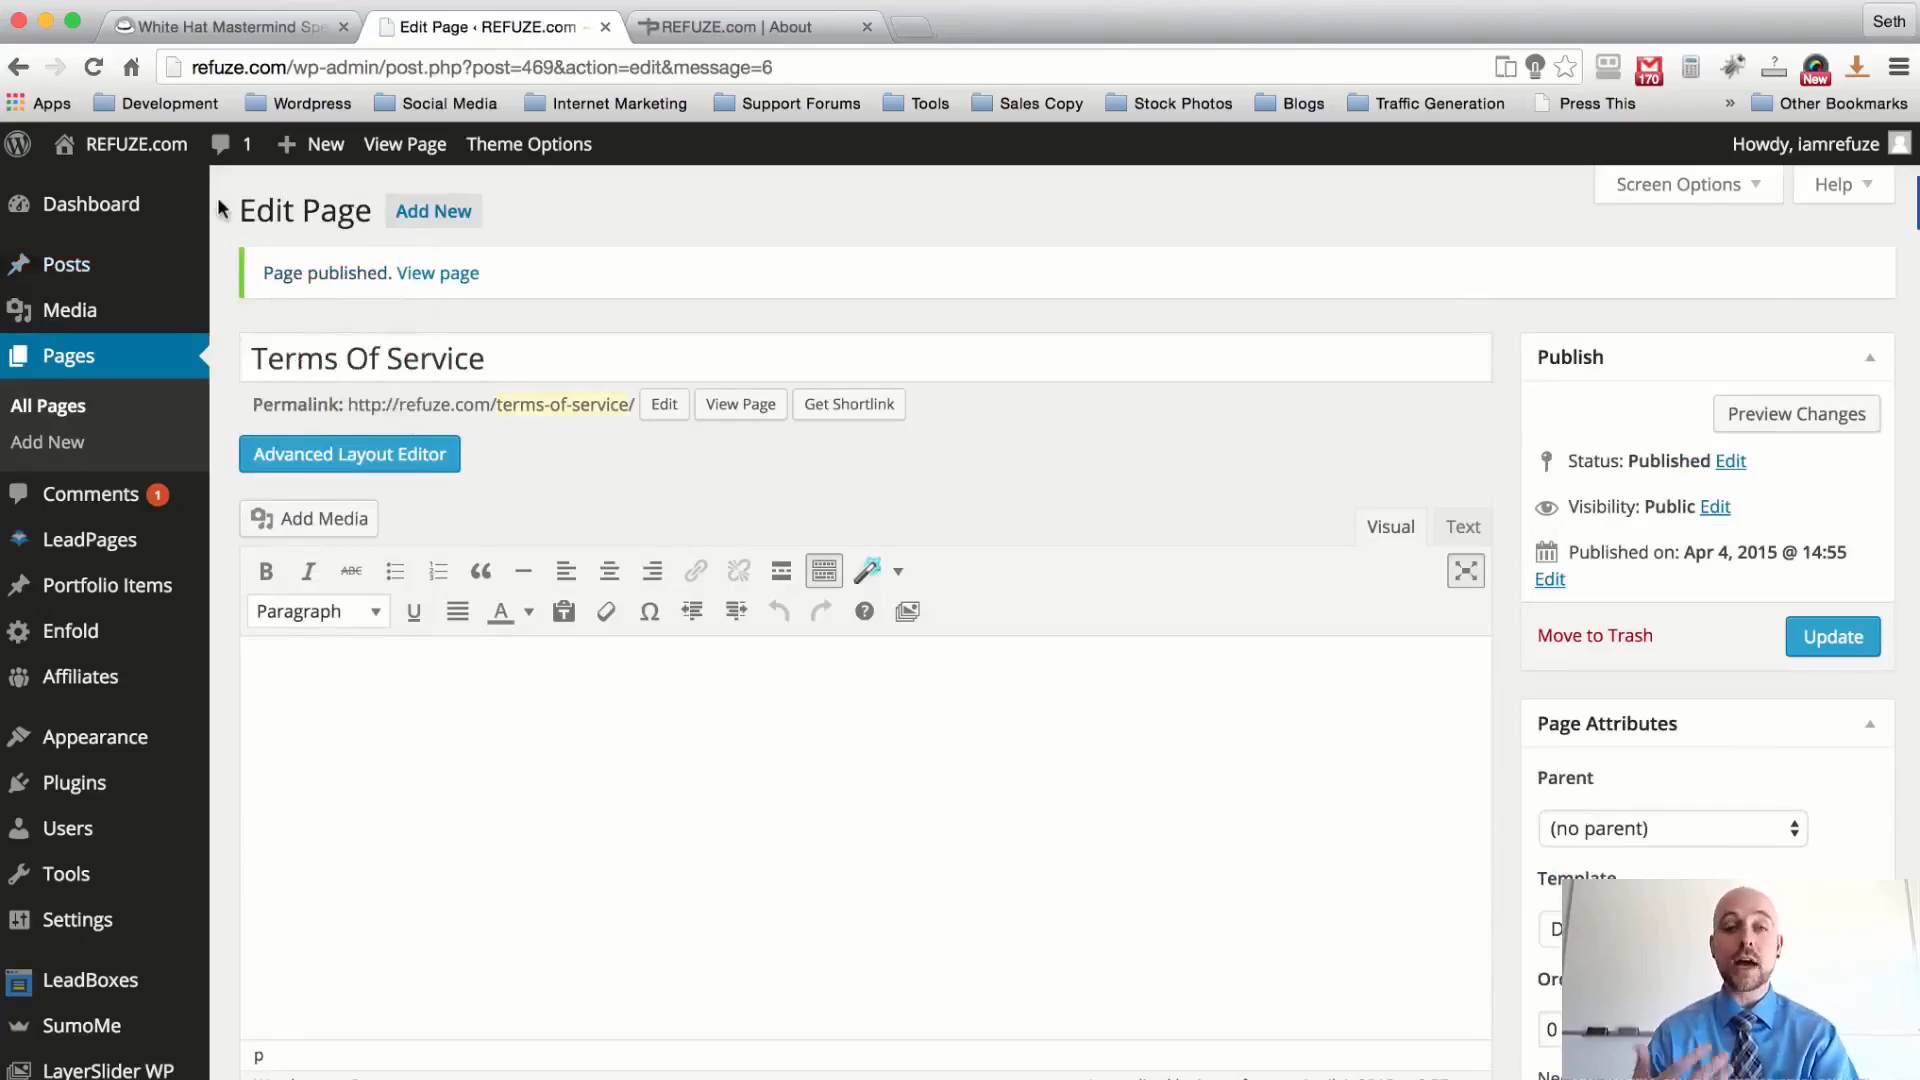 White Hat Mastermind Spe
Edit Page ‹ REFUZE.com -
REFUZE.com | About
Seth
refuze.com/wp-admin/post.php?post=469&action=edit&message=6
170
?
New
Apps
Development
Wordpress
Social Media
Internet Marketing
Support Forums
Tools
Sales Copy
Stock Photos
Blogs
Traffic Generation
Press This
»
Other Bookmarks
REFUZE.com
1
New
View Page
Theme Options
Howdy, iamrefuze
Dashboard
Posts
Media
Pages
All Pages
Add New
Comments 1
LeadPages
Portfolio Items
Enfold
Affiliates
Appearance
Plugins
Users
Tools
Settings
LeadBoxes
SumoMe
LayerSlider WP
Edit Page
Add New
Screen Options
Help
Page published. View page
Terms Of Service
Permalink: http://refuze.com/terms-of-service/
Edit
View Page
Get Shortlink
Advanced Layout Editor
Add Media
Visual
Text
B I ABC
Paragraph
U
A
Ω
p
Publish
Preview Changes
Status: Published Edit
Visibility: Public Edit
Published on: Apr 4, 2015 @ 14:55
Edit
Move to Trash
Update
Page Attributes
Parent
(no parent)
Template
D
0